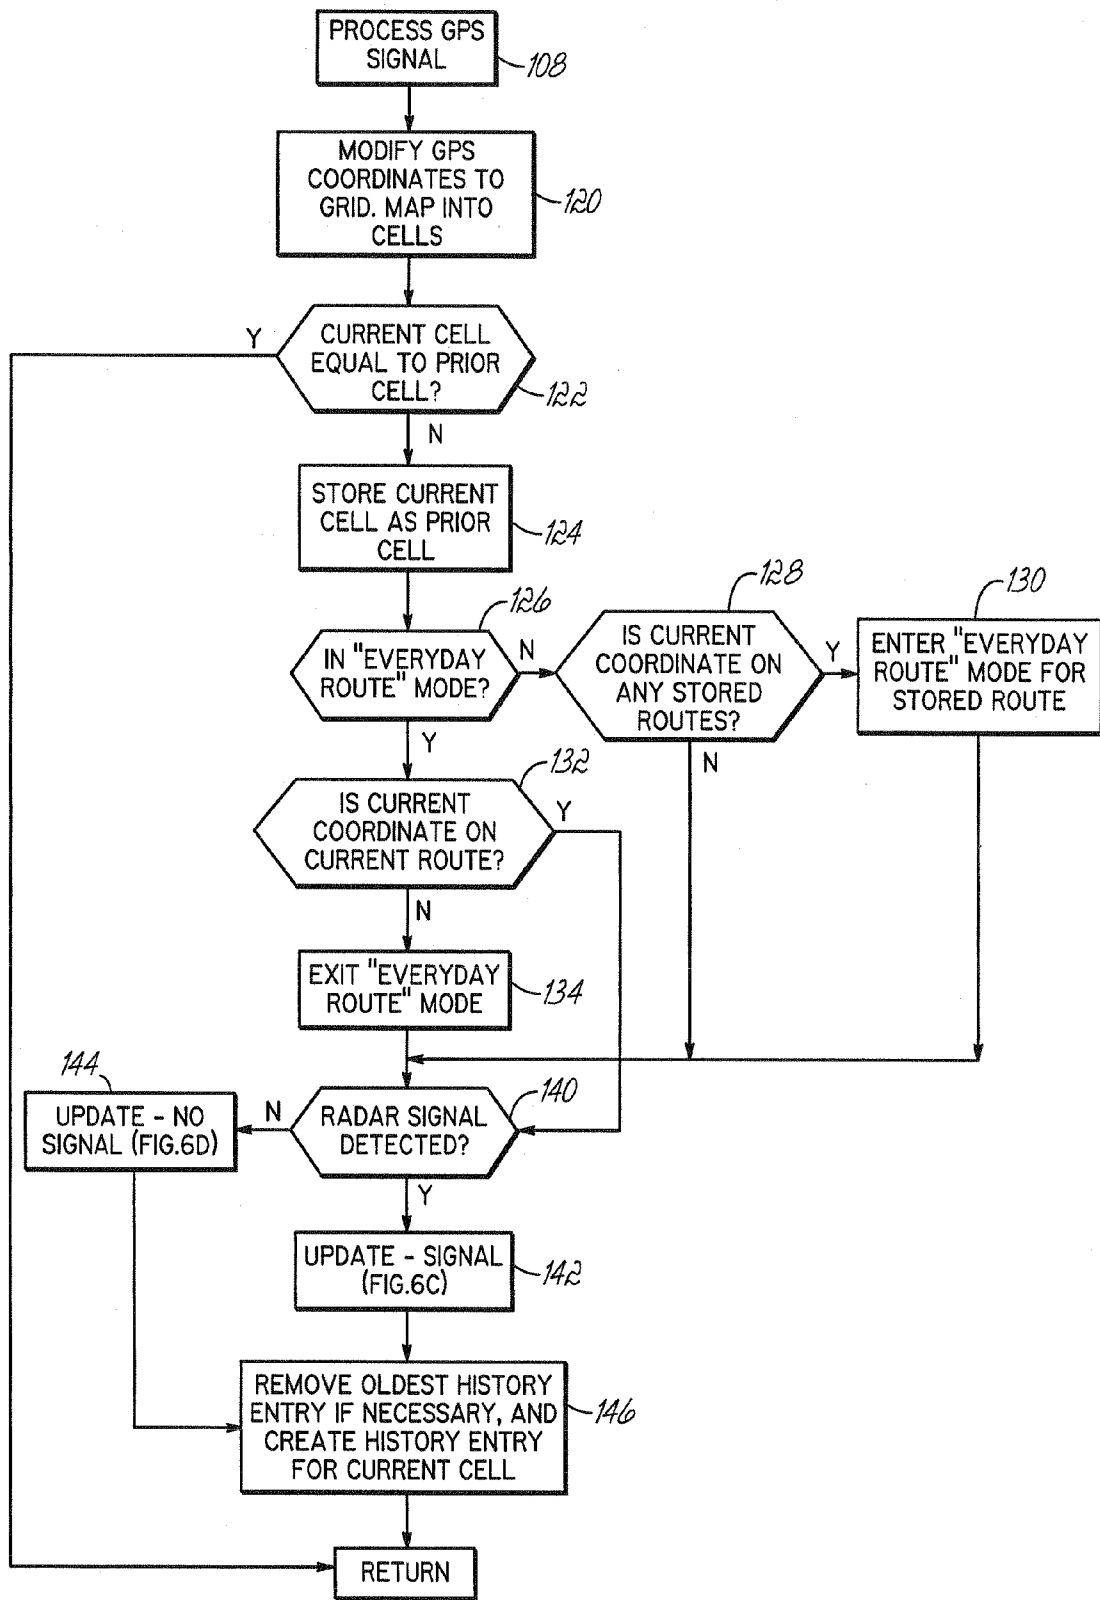 PROCESS GPS
SIGNAL
108
MODIFY GPS
COORDINATES TO
GRID. MAP INTO
CELLS
120
Y
CURRENT CELL
EQUAL TO PRIOR
CELL?
122
N
STORE CURRENT
CELL AS PRIOR
CELL
124
126
IN "EVERYDAY
ROUTE" MODE?
N
128
IS CURRENT
COORDINATE ON
ANY STORED
ROUTES?
Y
130
ENTER "EVERYDAY
ROUTE" MODE FOR
STORED ROUTE
Y
N
132
IS CURRENT
COORDINATE ON
CURRENT ROUTE?
Y
N
EXIT "EVERYDAY
ROUTE" MODE
134
144
UPDATE - NO
SIGNAL (FIG.6D)
N
140
RADAR SIGNAL
DETECTED?
Y
UPDATE - SIGNAL
(FIG.6C)
142
REMOVE OLDEST HISTORY
ENTRY IF NECESSARY, AND
CREATE HISTORY ENTRY
FOR CURRENT CELL
146
RETURN